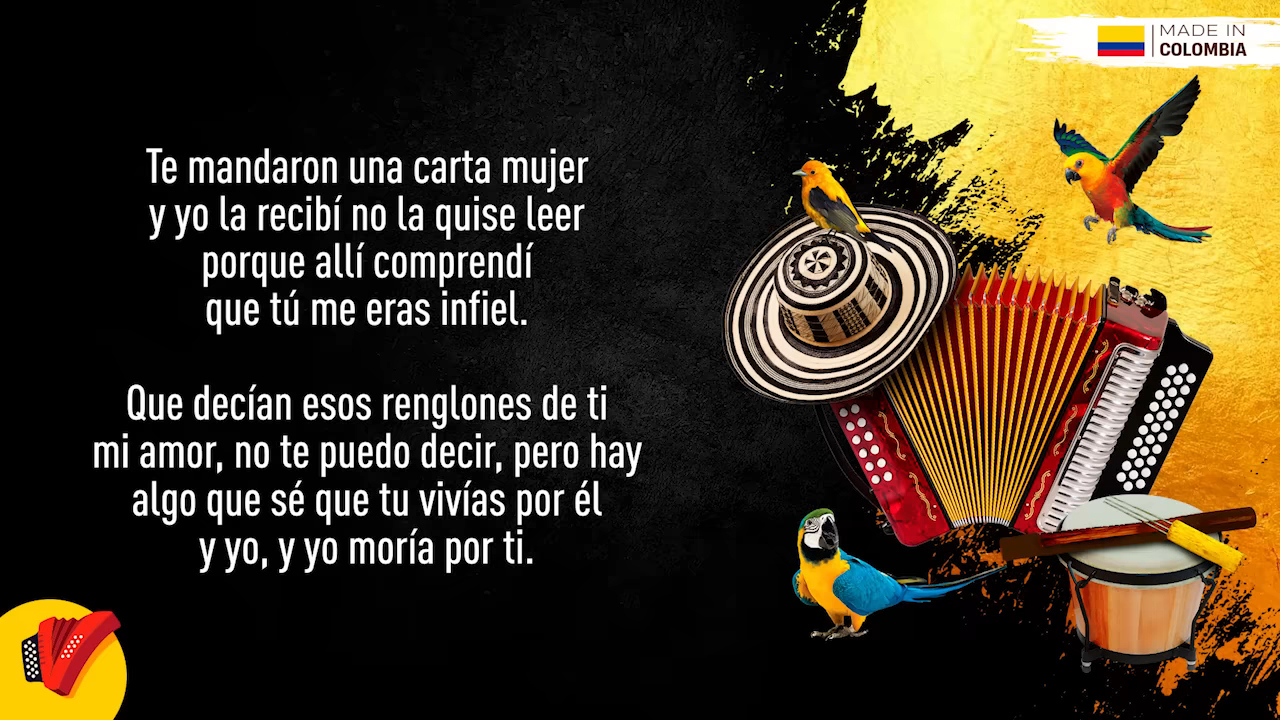 MADE IN
COLOMBIA
Te mandaron una carta mujer
y yo la recibí no la quise leer
porque allí comprendí
que tú me eras infiel.
Que decían esos renglones de ti
mi amor, no te puedo decir, pero hay
algo que sé que tu vivías por él
y yo, y yo moría por ti.